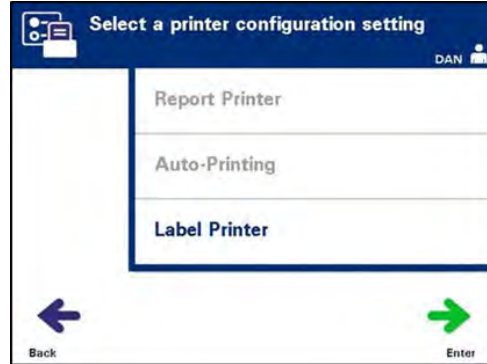 Select a printer configuration setting
DAN
Report Printer
Auto-Printing
Label Printer
Back
Enter